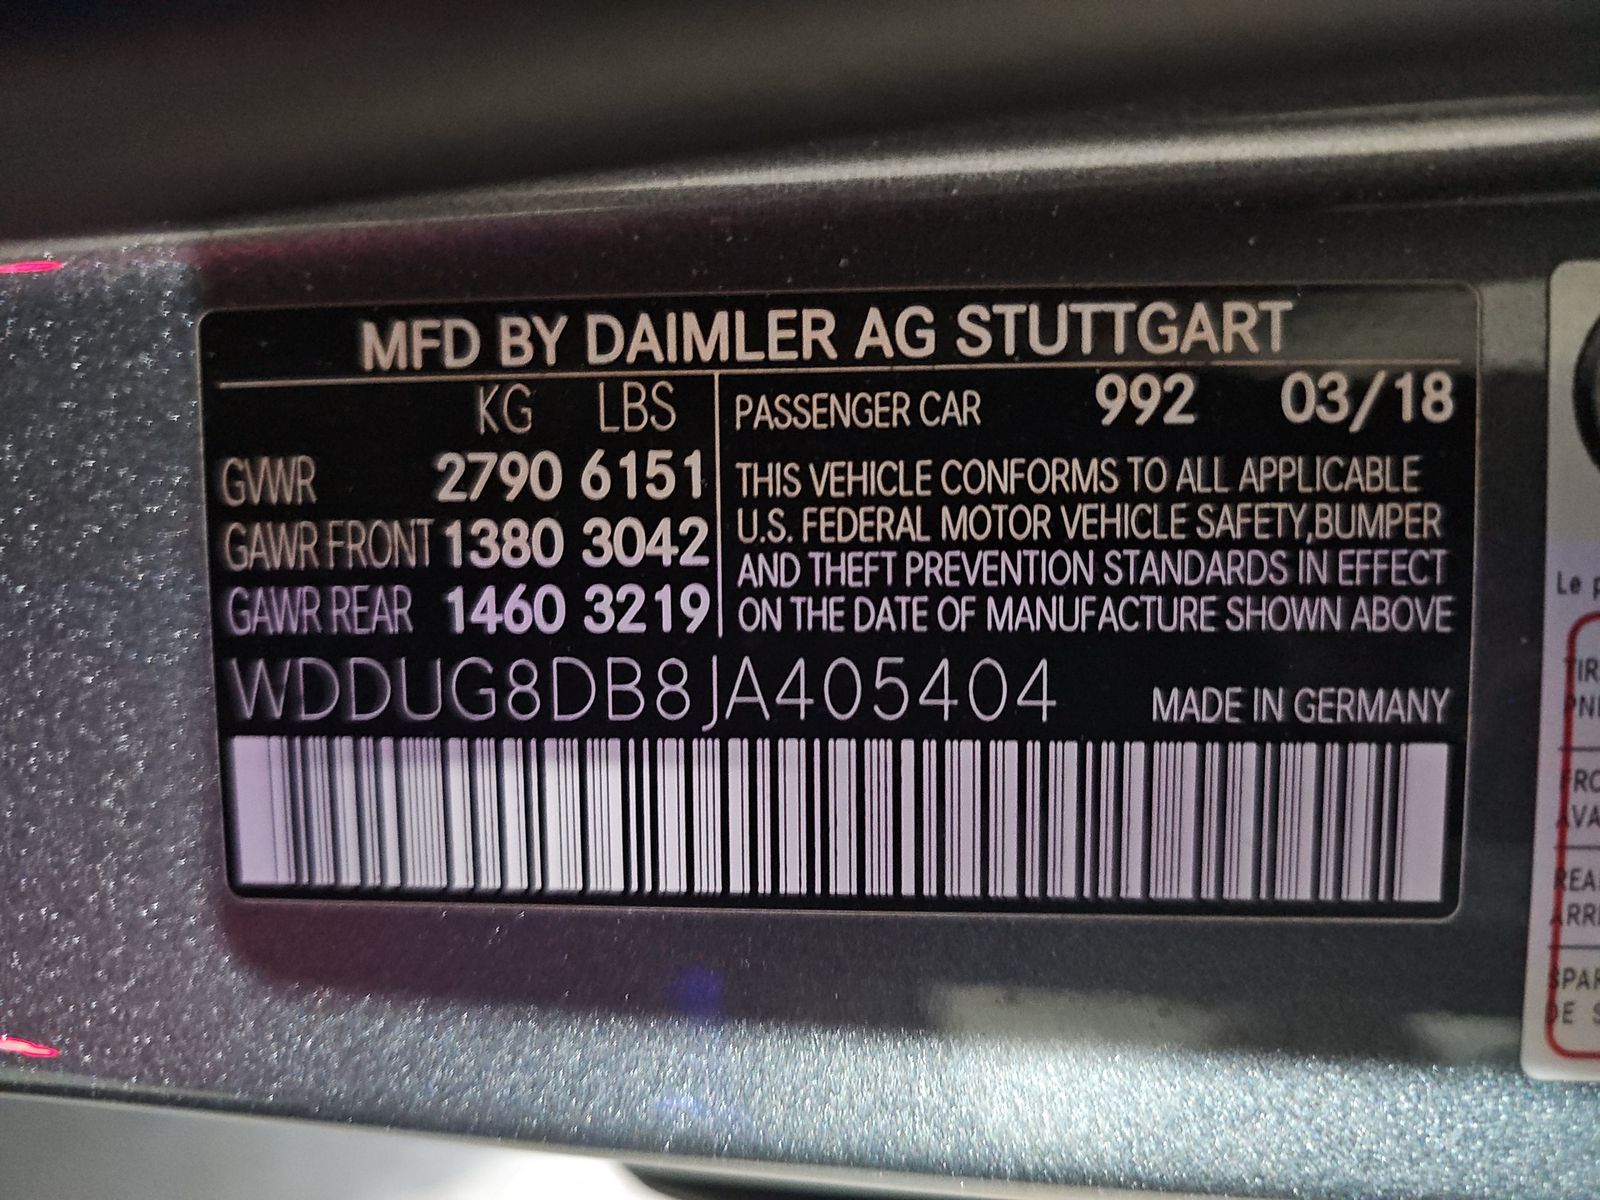 MFD BY DAIMLER AG STUTTGART
KG LBS
GVWR 2790 6151
GAWR FRONT 1380 3042
GAWR REAR 1460 3219
PASSENGER CAR 992 03/18
THIS VEHICLE CONFORMS TO ALL APPLICABLE
U.S. FEDERAL MOTOR VEHICLE SAFETY,BUMPER
AND THEFT PREVENTION STANDARDS IN EFFECT
ON THE DATE OF MANUFACTURE SHOWN ABOVE
WDDUG8DB8JA405404
MADE IN GERMANY
Le